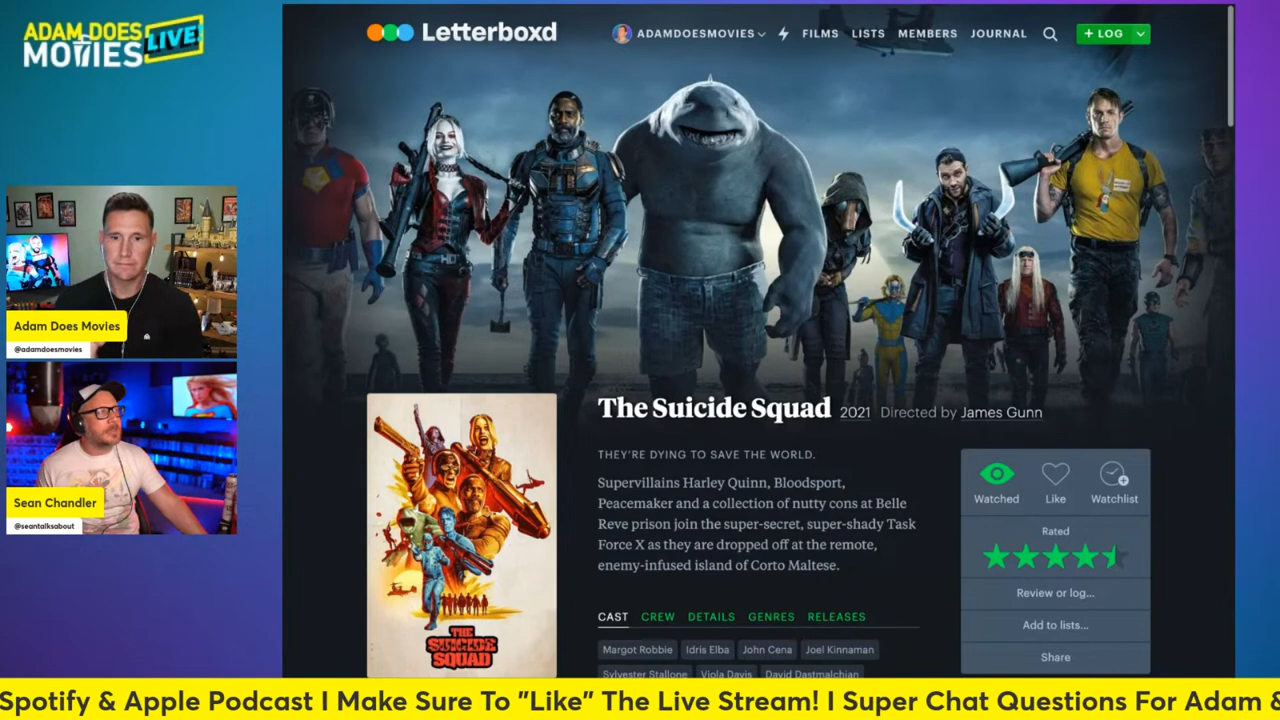 ADAM DOES
MOVIES
LIVE!
Letterboxd
ADAMDOESMOVIES
FILMS
LISTS
MEMBERS
JOURNAL
+ LOG
Adam Does Movies
@adamdoesmovies
Sean Chandler
@seantalksabout
THE
SUICIDE
SQUAD
The Suicide Squad 2021 Directed by James Gunn
THEY'RE DYING TO SAVE THE WORLD.
Supervillains Harley Quinn, Bloodsport,
Peacemaker and a collection of nutty cons at Belle
Reve prison join the super-secret, super-shady Task
Force X as they are dropped off at the remote,
enemy-infused island of Corto Maltese.
CAST CREW DETAILS GENRES RELEASES
Margot Robbie Idris Elba John Cena Joel Kinnaman
Sylvester Stallone Viola Davis David Dastmalchian
Watched Like Watchlist
Rated
Review or log...
Add to lists...
Share
Spotify & Apple Podcast I Make Sure To "Like" The Live Stream! I Super Chat Questions For Adam &